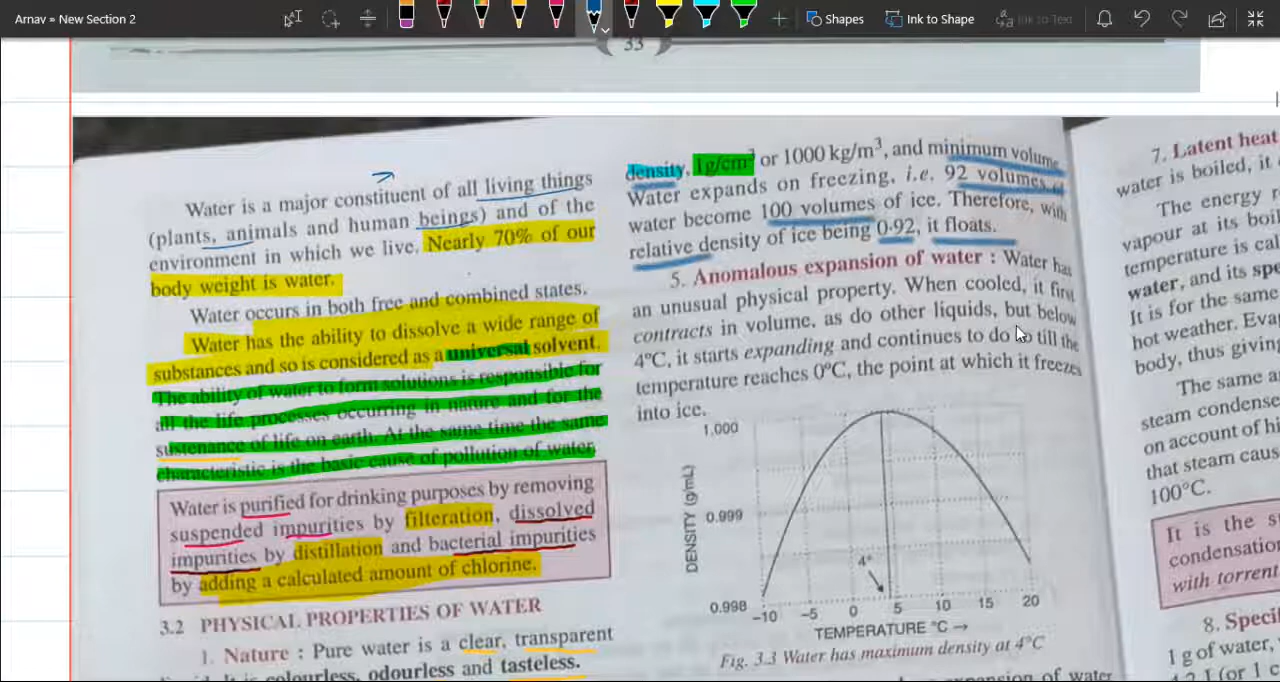 Arnav » New Section 2
Shapes
Ink to Shape
Ink to Text
33
Water is a major constituent of all living things
(plants, animals and human beings) and of the
environment in which we live. Nearly 70% of our
body weight is water.
Water occurs in both free and combined states.
Water has the ability to dissolve a wide range of
substances and so is considered as a universal solvent.
The ability of water to form solutions is responsible for
all the life processes occurring in nature and for the
sustenance of life on earth. At the same time the same
characteristic is the basic cause of pollution of water.
Water is purified for drinking purposes by removing
suspended impurities by filteration, dissolved
impurities by distillation and bacterial impurities
by adding a calculated amount of chlorine.
3.2 PHYSICAL PROPERTIES OF WATER
1. Nature : Pure water is a clear, transparent
colourless, odourless and tasteless.
density, 1g/cm³ or 1000 kg/m³, and minimum volume
Water expands on freezing, i.e. 92 volumes of
water become 100 volumes of ice. Therefore, with
relative density of ice being 0·92, it floats.
5. Anomalous expansion of water : Water has
an unusual physical property. When cooled, it first
contracts in volume, as do other liquids, but below
4°C, it starts expanding and continues to do so till the
temperature reaches 0°C, the point at which it freezes
into ice.
1.000
0.999
0.998
DENSITY (g/mL)
4°
-10 -5 0 5 10 15 20
TEMPERATURE °C →
Fig. 3.3 Water has maximum density at 4°C
expansion of water
7. Latent heat
water is boiled, it
The energy
vapour at its
temperature is
water, and its
It is for the same
hot weather.
body, thus
The same
steam
on account of
that steam
100°C.
It is the
with
8.
1 g of water,